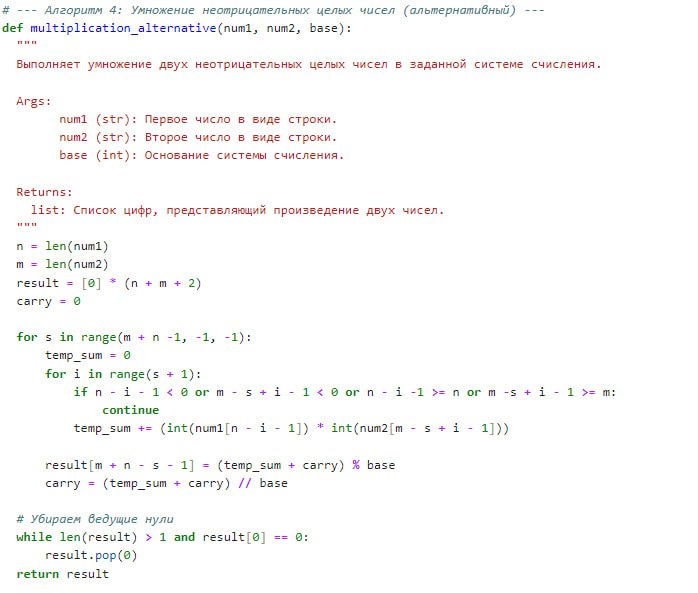 # --- Алгоритм 4: Умножение неотрицательных целых чисел (альтернативный) ---
def multiplication_alternative(num1, num2, base):
  """
  Выполняет умножение двух неотрицательных целых чисел в заданной системе счисления.

  Args:
        num1 (str): Первое число в виде строки.
        num2 (str): Второе число в виде строки.
        base (int): Основание системы счисления.

  Returns:
    list: Список цифр, представляющий произведение двух чисел.
  """
  n = len(num1)
  m = len(num2)
  result = [0] * (n + m + 2)
  carry = 0

  for s in range(m + n -1, -1, -1):
      temp_sum = 0
      for i in range(s + 1):
          if n - i - 1 < 0 or m - s + i - 1 < 0 or n - i -1 >= n or m -s + i - 1 >= m:
              continue
          temp_sum += (int(num1[n - i - 1]) * int(num2[m - s + i - 1]))

      result[m + n - s - 1] = (temp_sum + carry) % base
      carry = (temp_sum + carry) // base

  # Убираем ведущие нули
  while len(result) > 1 and result[0] == 0:
      result.pop(0)
  return result